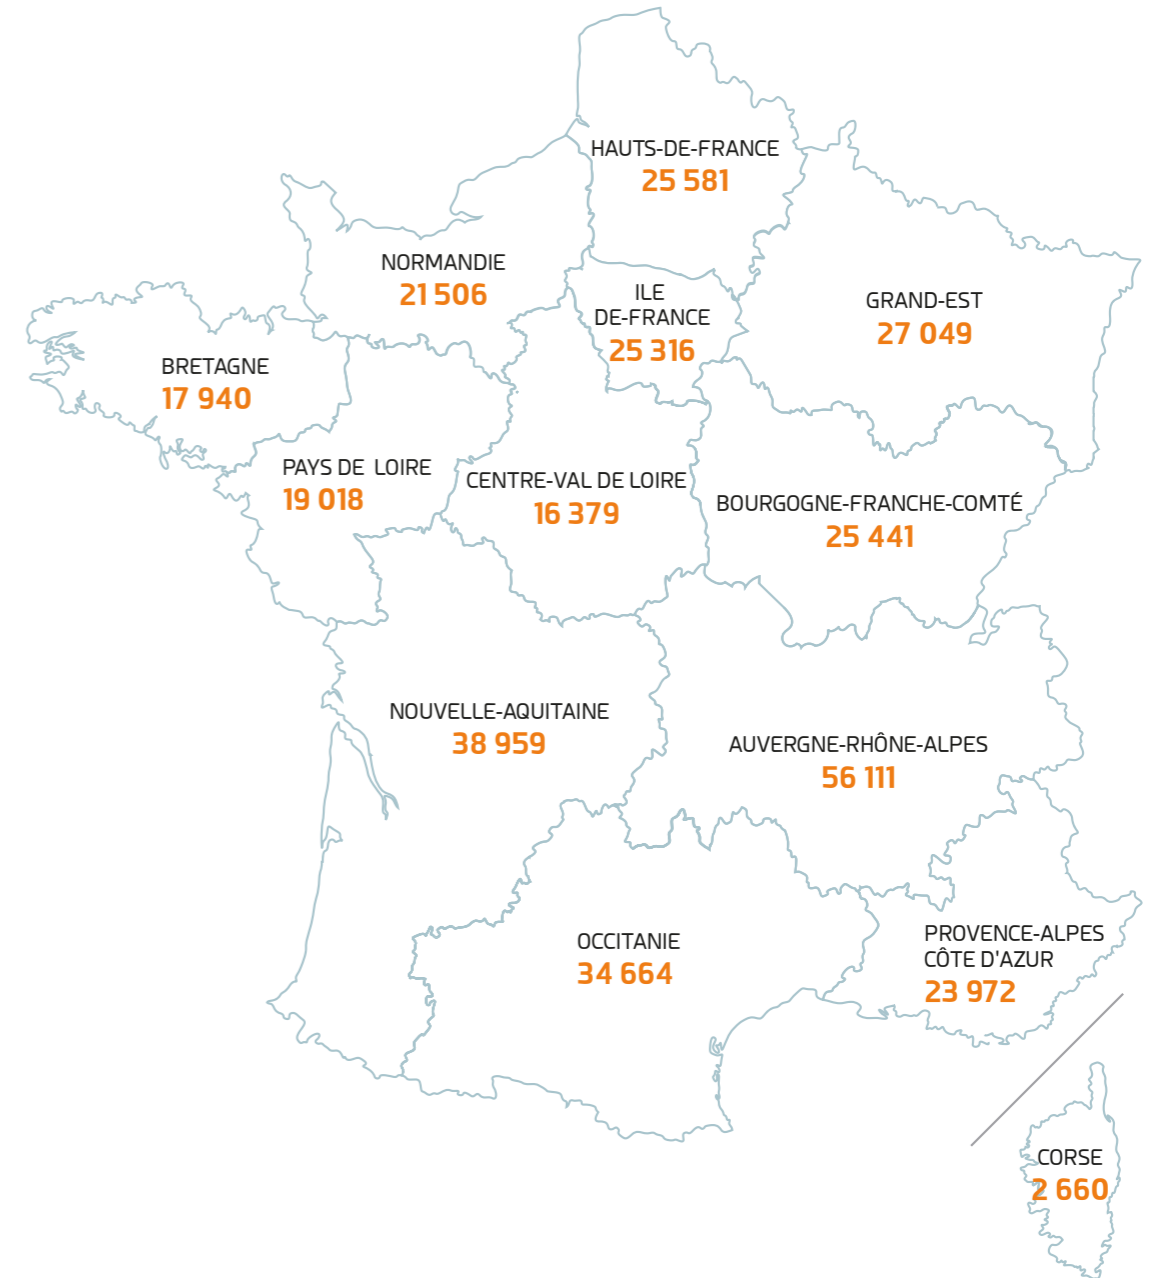 HAUTS-DE-FRANCE
25 581
NORMANDIE
21 506
ILE
DE-FRANCE
25 316
GRAND-EST
27 049
BRETAGNE
17 940
PAYS DE LOIRE
19 018
CENTRE-VAL DE LOIRE
16 379
BOURGOGNE-FRANCHE-COMTÉ
25 441
NOUVELLE-AQUITAINE
38 959
AUVERGNE-RHÔNE-ALPES
56 111
OCCITANIE
34 664
PROVENCE-ALPES
CÔTE D'AZUR
23 972
CORSE
2 660